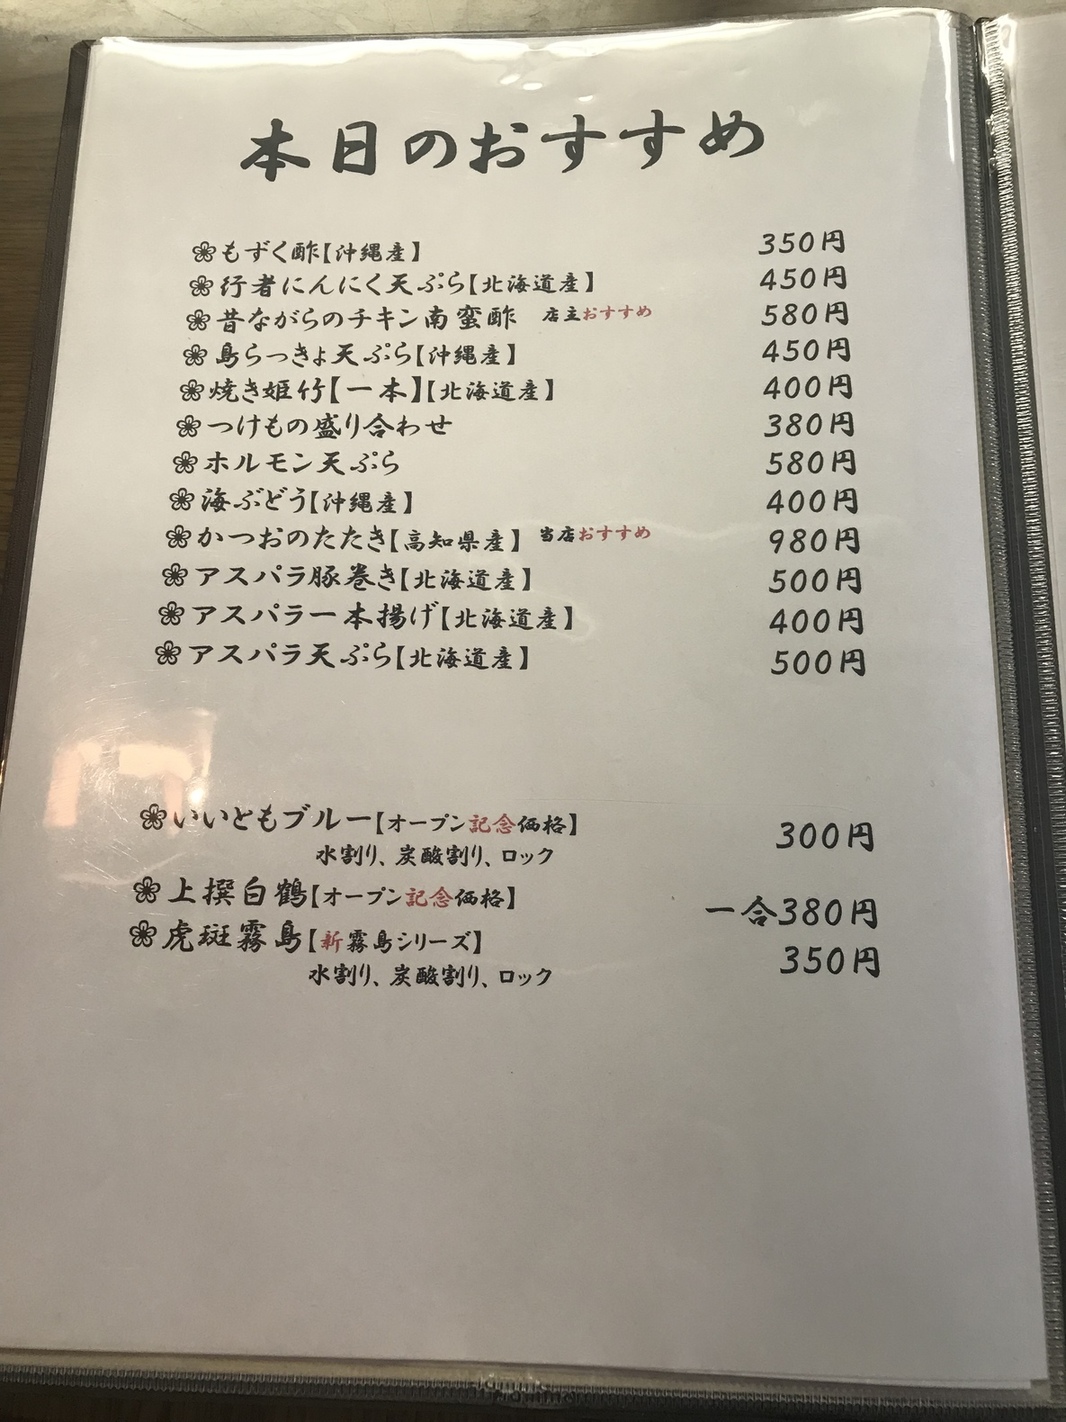 本日のおすすめ
❀もずく酢【沖縄産】 350円
❀行者にんにく天ぷら【北海道産】 450円
❀昔ながらのチキン南蛮酢 店主おすすめ 580円
❀島らっきょ天ぷら【沖縄産】 450円
❀焼き姫竹【一本】【北海道産】 400円
❀つけもの盛り合わせ 380円
❀ホルモン天ぷら 580円
❀海ぶどう【沖縄産】 400円
❀かつおのたたき【高知県産】 当店おすすめ 980円
❀アスパラ豚巻き【北海道産】 500円
❀アスパラ一本揚げ【北海道産】 400円
❀アスパラ天ぷら【北海道産】 500円
❀いいともブルー【オープン記念価格】 300円
水割り、炭酸割り、ロック
❀上撰白鶴【オープン記念価格】 一合380円
❀虎斑霧島【新霧島シリーズ】 350円
水割り、炭酸割り、ロック